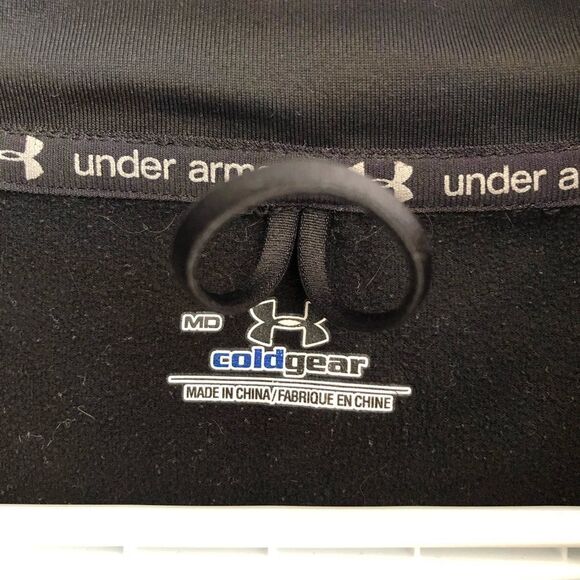 under arm
under a
MD
coldgear
MADE IN CHINA/FABRIQUE EN CHINE